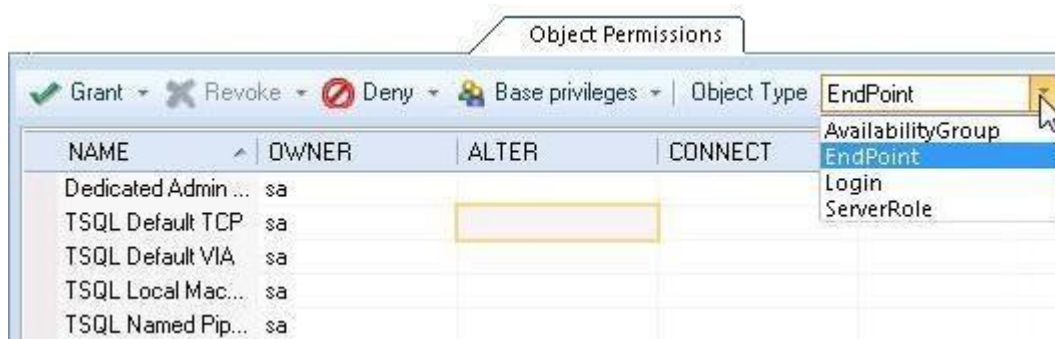 Object Permissions
Grant Revoke Deny Base privileges Object Type EndPoint
AvailabilityGroup
EndPoint
Login
ServerRole
NAME OWNER ALTER CONNECT
Dedicated Admin ... sa
TSQL Default TCP sa
TSQL Default VIA sa
TSQL Local Mac... sa
TSQL Named Pip... sa